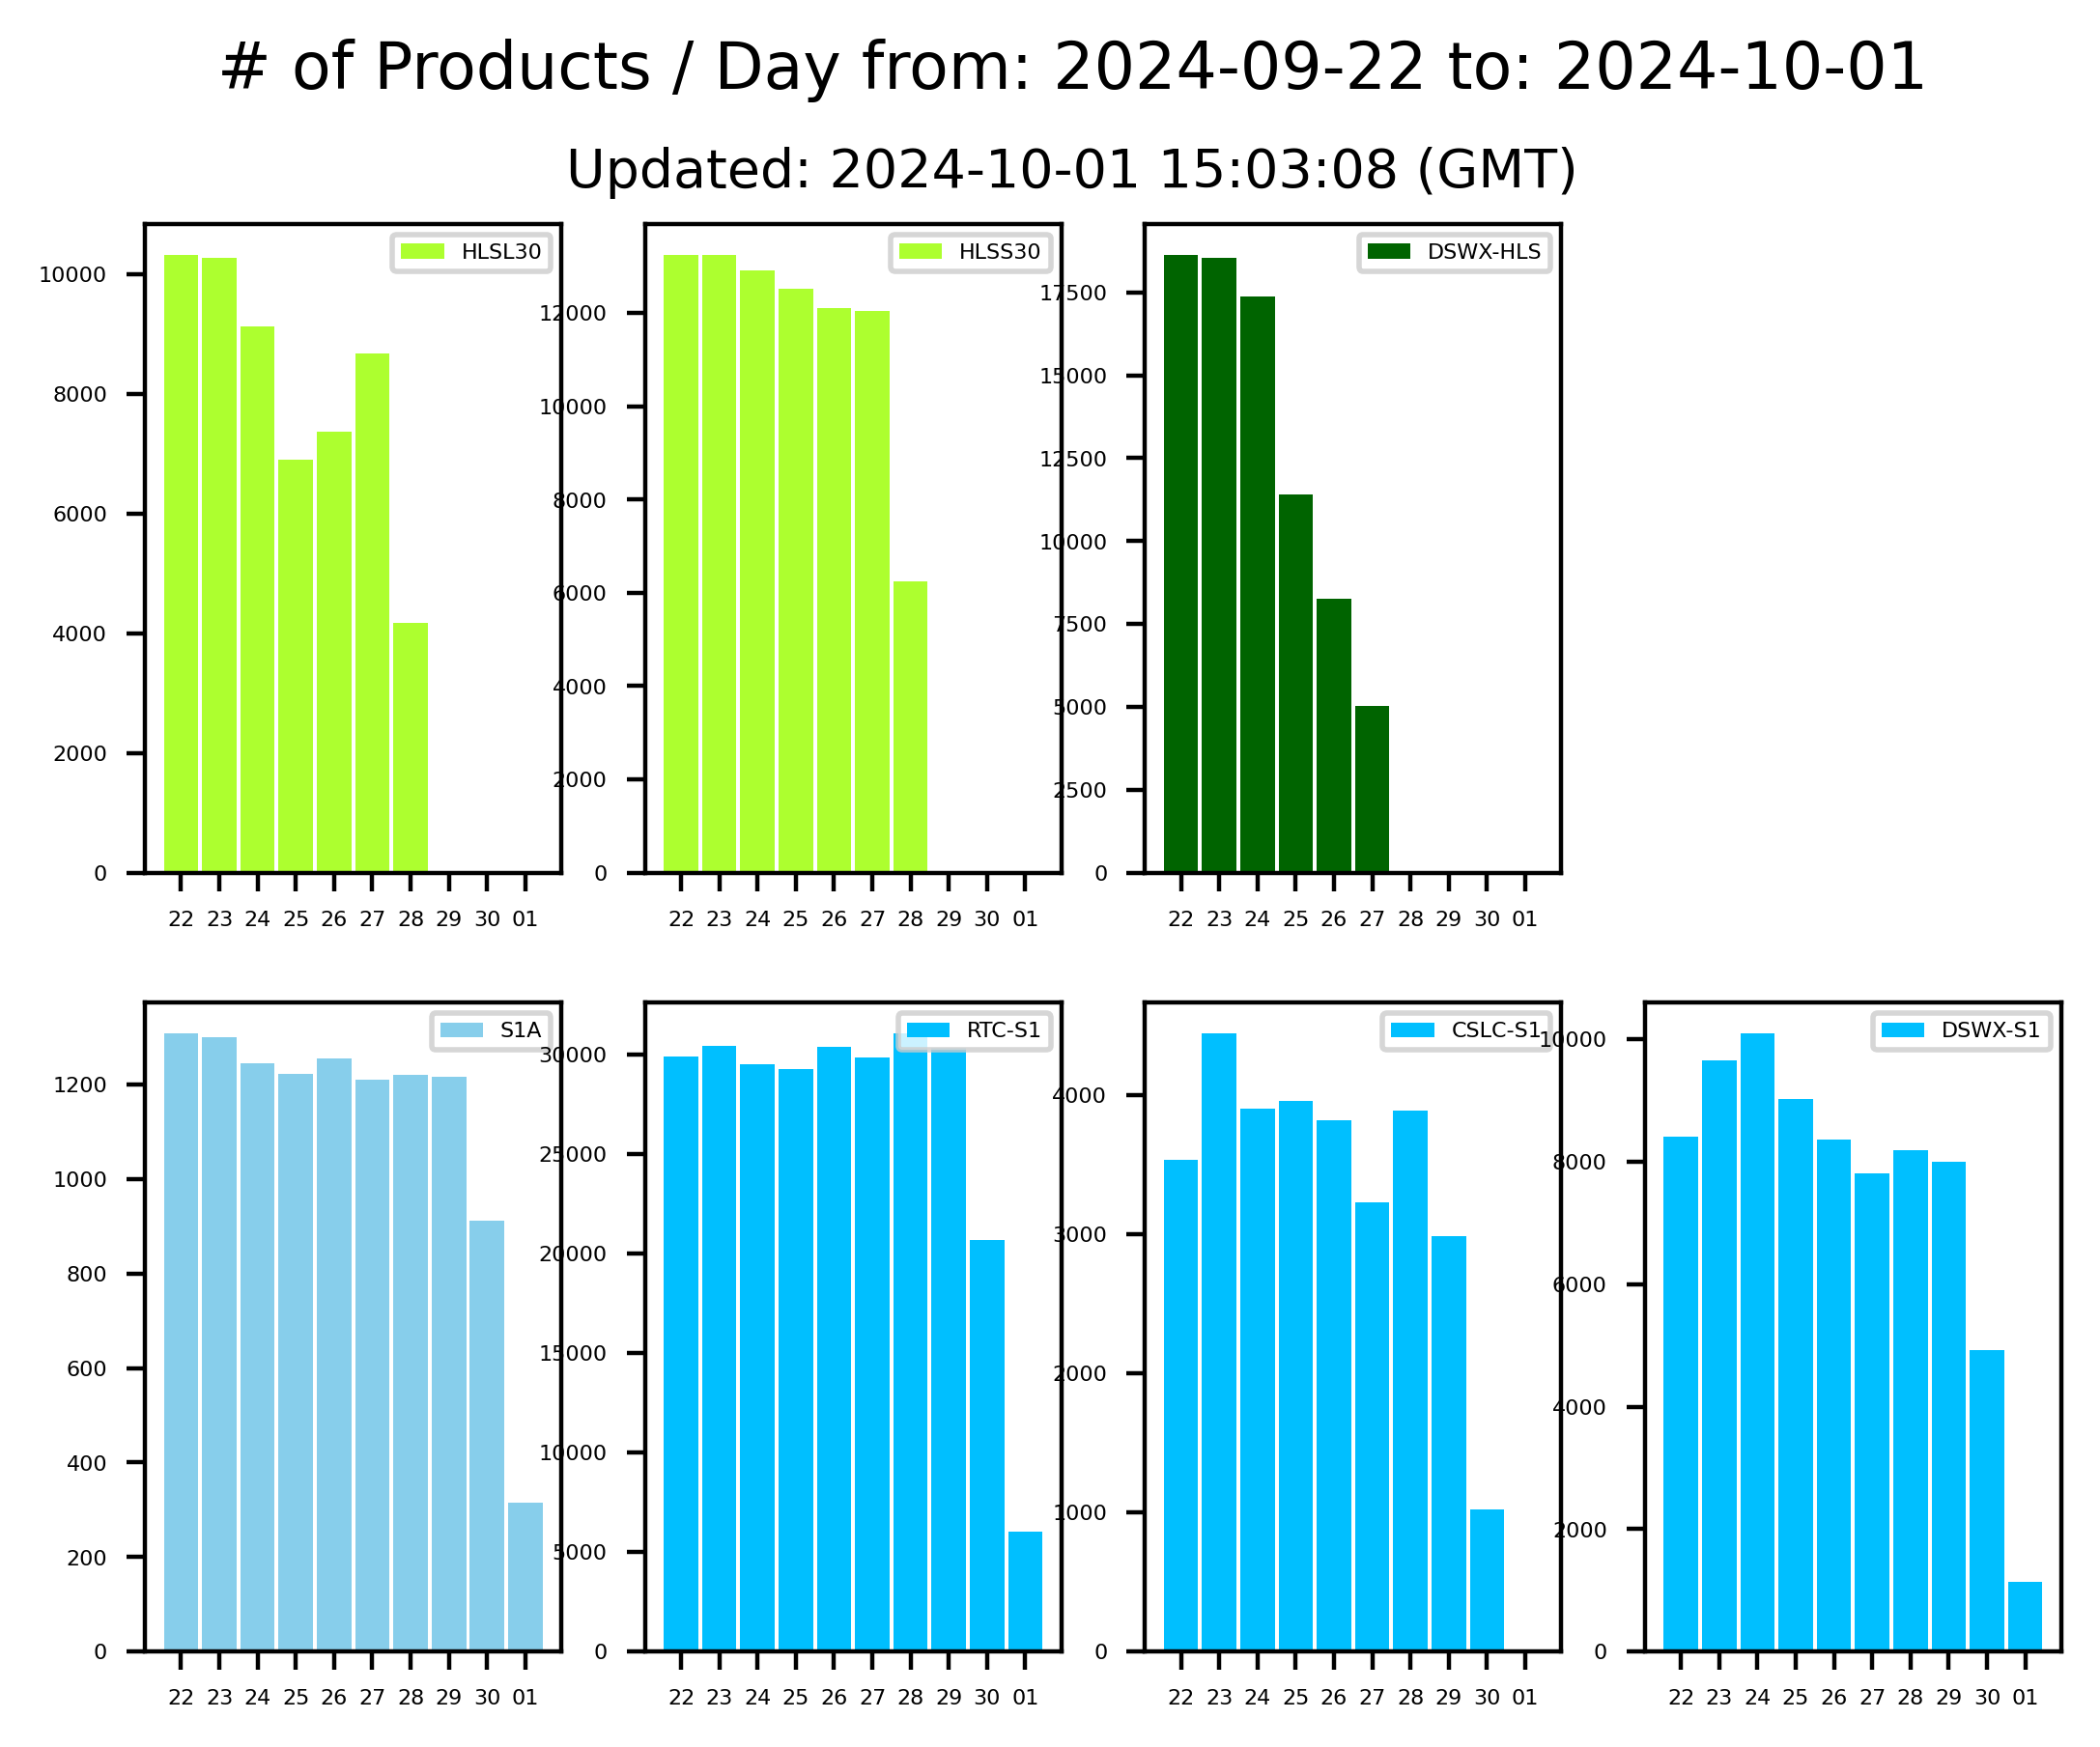 # of Products / Day from: 2024-09-22 to: 2024-10-01
Updated: 2024-10-01 15:03:08 (GMT)
HLSL30
10000
8000
6000
4000
2000
0
22 23 24 25 26 27 28 29 30 01
HLSS30
12000
10000
8000
6000
4000
2000
0
22 23 24 25 26 27 28 29 30 01
DSWX-HLS
17500
15000
12500
10000
7500
5000
2500
0
22 23 24 25 26 27 28 29 30 01
S1A
1200
1000
800
600
400
200
0
22 23 24 25 26 27 28 29 30 01
RTC-S1
30000
25000
20000
15000
10000
5000
0
22 23 24 25 26 27 28 29 30 01
CSLC-S1
4000
3000
2000
1000
0
22 23 24 25 26 27 28 29 30 01
DSWX-S1
10000
8000
6000
4000
2000
0
22 23 24 25 26 27 28 29 30 01